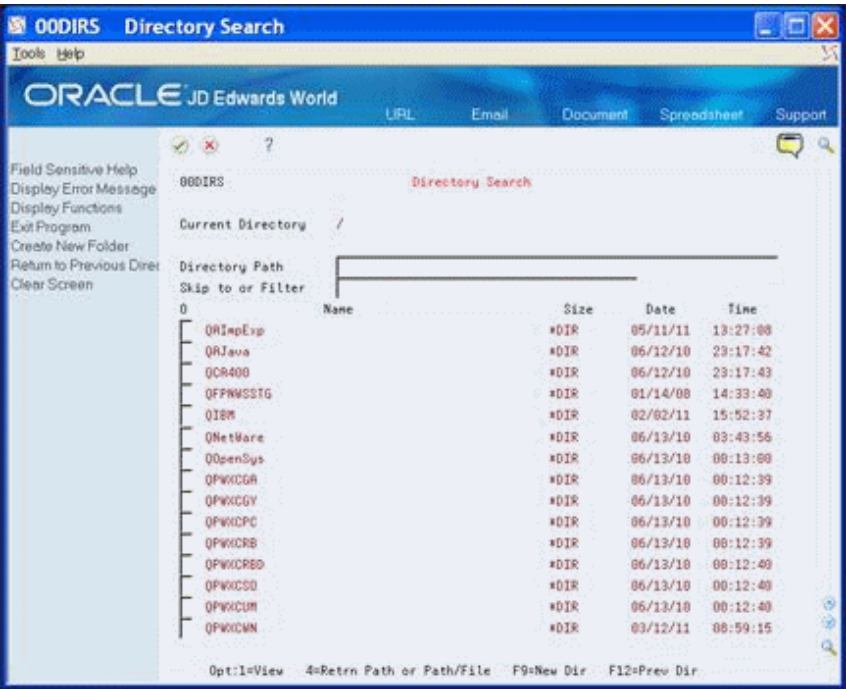 00DIRS Directory Search
Tools Help
ORACLE JD Edwards World
URL Email Document Spreadsheet Support
?
Field Sensitive Help
Display Error Message
Display Functions
Exit Program
Create New Folder
Return to Previous Direc
Clear Screen
00DIRS Directory Search
Current Directory /
Directory Path
Skip to or Filter
O Name Size Date Time
QRImpExp *DIR 05/11/11 13:27:08
QRJava *DIR 06/12/10 23:17:42
QCR400 *DIR 06/12/10 23:17:43
QFPNWSSTG *DIR 01/14/08 14:33:40
QIBM *DIR 02/02/11 15:52:37
QNetWare *DIR 06/13/10 03:43:56
QOpenSys *DIR 06/13/10 00:13:00
QPWXCGA *DIR 06/13/10 00:12:39
QPWXCGY *DIR 06/13/10 00:12:39
QPWXCPC *DIR 06/13/10 00:12:39
QPWXCRB *DIR 06/13/10 00:12:39
QPWXCRBD *DIR 06/13/10 00:12:40
QPWXCSO *DIR 06/13/10 00:12:40
QPWXCUM *DIR 06/13/10 00:12:40
QPWXCWN *DIR 03/12/11 08:59:15
Opt:1=View 4=Retrn Path or Path/File F9=New Dir F12=Prev Dir